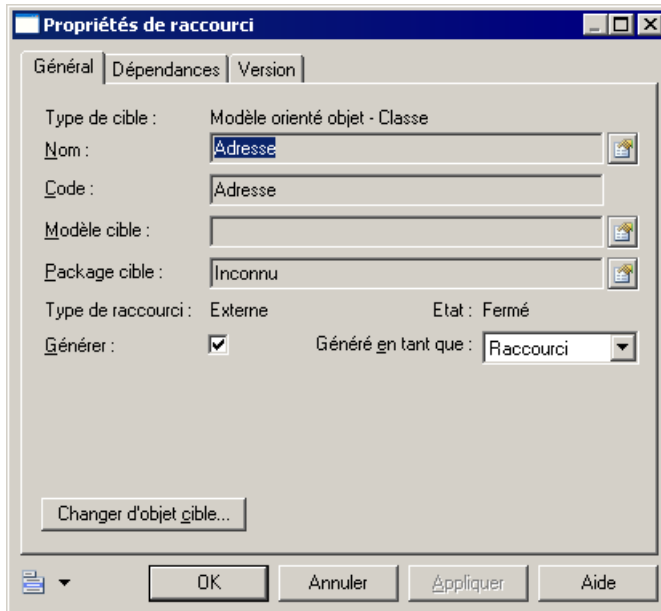 Propriétés de raccourci
Général Dépendances Version
Type de cible : Modèle orienté objet - Classe
Nom : Adresse
Code : Adresse
Modèle cible :
Package cible : Inconnu
Type de raccourci : Externe Etat : Fermé
Générer : Généré en tant que : Raccourci
Changer d'objet cible...
OK Annuler Appliquer Aide